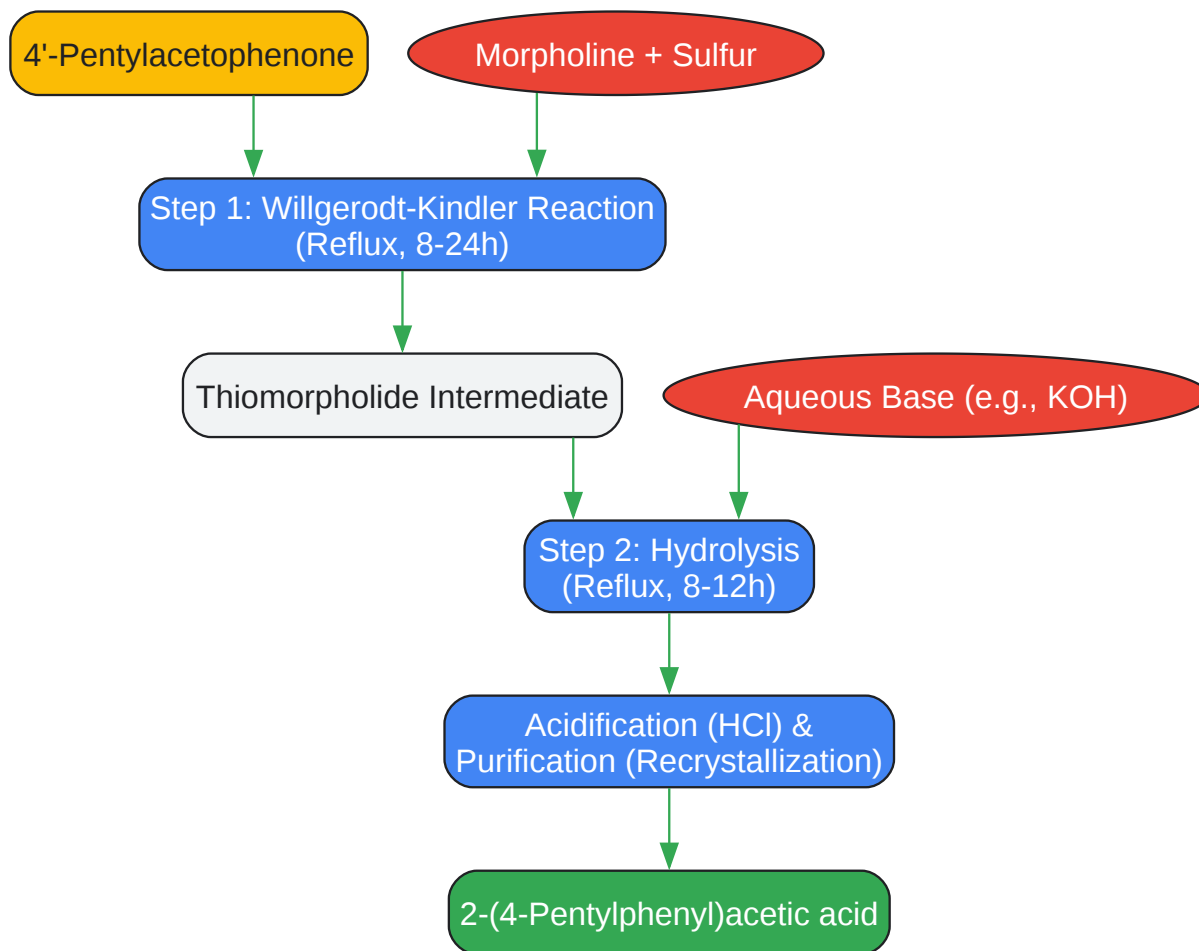 4'-Pentylacetophenone
Morpholine + Sulfur
Step 1: Willgerodt-Kindler Reaction
(Reflux, 8-24h)
Thiomorpholide Intermediate
Aqueous Base (e.g., KOH)
Step 2: Hydrolysis
(Reflux, 8-12h)
Acidification (HCl) &
Purification (Recrystallization)
2-(4-Pentylphenyl)acetic acid